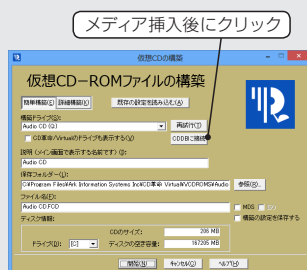 メディア挿入後にクリック
仮想CDの構築
仮想CD-ROMファイルの構築
簡単構築(E) 詳細構築(X) 既存の設定を読み込む(A)
構築ドライブ(S):
Audio CD (Q:) 再試行(T)
CD革命/Virtualのドライブも表示する(V) CDDBに接続
説明 (メイン画面で表示する名前です) (J):
Audio CD
保存フォルダー(L):
C:¥Program Files¥Ark Information Systems Inc¥CD革命 Virtual¥VCDROMS¥Audio 参照(R)...
ファイル名(F):
Audio CD.FCD MDS
ディスク情報: 構築の設定を保存する
CDのサイズ: 206 MB
ドライブ(D): [C:] ディスクの空き容量: 167205 MB
開始(N) キャンセル(C) ヘルプ(H)